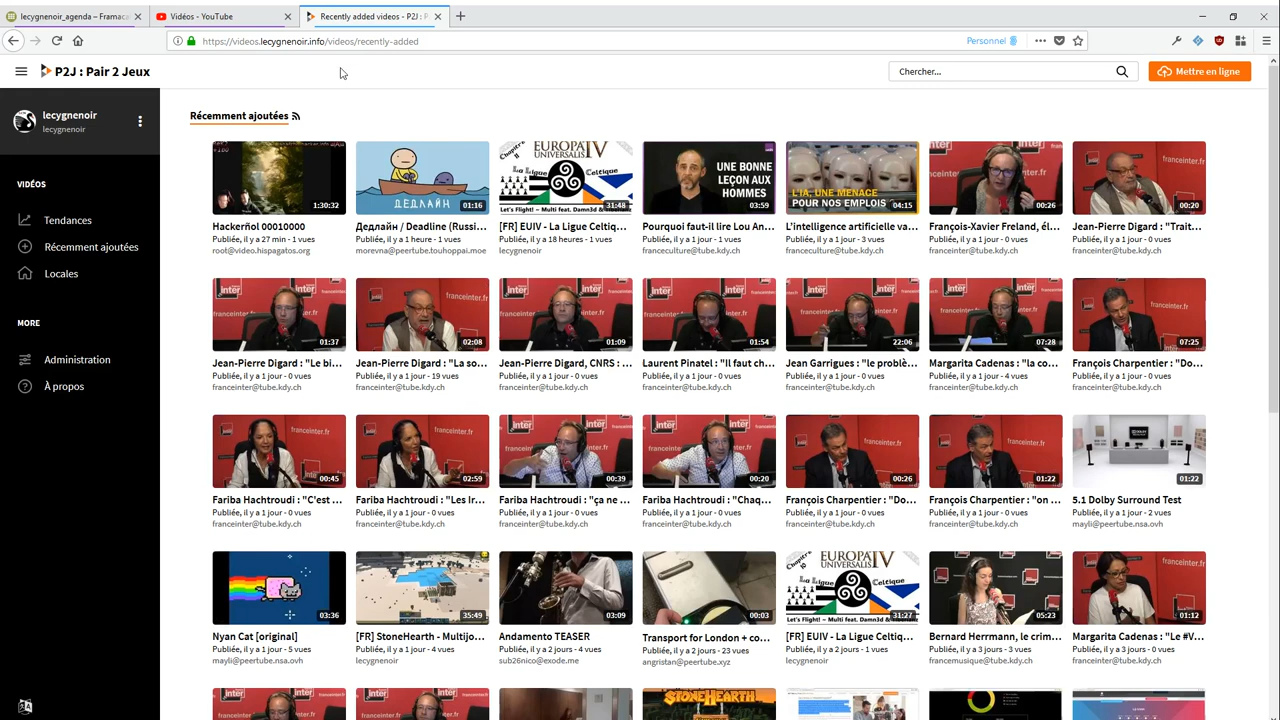 lecygnenoir_agenda – Framac
Vidéos - YouTube
Recently added videos - P2J : P
https://videos.lecygnenoir.info/videos/recently-added
Personnel
P2J : Pair 2 Jeux
Chercher...
Mettre en ligne
lecygnenoir
lecygnenoir
VIDÉOS
Tendances
Récemment ajoutées
Locales
MORE
Administration
À propos
Récemment ajoutées
1:30:32
ДЕДЛАЙН
01:16
EUROPA
UNIVERSALIS IV
La Ligue Celtique
Let's Flight! – Multi feat. Damn3d &
31:48
UNE BONNE
LEÇON AUX
HOMMES
03:59
L'IA, UNE MENACE
POUR NOS EMPLOIS
04:15
inter
00:26
inter
00:20
Hackerñol 00010000
Дедлайн / Deadline (Russi...
[FR] EUIV - La Ligue Celtiq...
Pourquoi faut-il lire Lou An...
L'intelligence artificielle va...
François-Xavier Freland, él...
Jean-Pierre Digard : "Trait...
Publiée, il y a 27 min - 1 vues
Publiée, il y a 1 heure - 1 vues
Publiée, il y a 18 heures - 1 vues
Publiée, il y a 1 jour - 1 vues
Publiée, il y a 1 jour - 3 vues
Publiée, il y a 1 jour - 0 vues
Publiée, il y a 1 jour - 0 vues
root@video.hispagatos.org
morevna@peertube.touhoppai.moe
lecygnenoir
franceculture@tube.kdy.ch
franceculture@tube.kdy.ch
franceinter@tube.kdy.ch
franceinter@tube.kdy.ch
inter
01:37
franceinter.fr
02:08
inter
01:09
inter
01:54
inter
22:06
inter
07:28
franceinter.fr
07:25
Jean-Pierre Digard : "Le bi...
Jean-Pierre Digard : "La so...
Jean-Pierre Digard, CNRS : ...
Laurent Pinatel : "Il faut ch...
Jean Garrigues : "le problè...
Margarita Cadenas : "la co...
François Charpentier : "Do...
Publiée, il y a 1 jour - 0 vues
Publiée, il y a 1 jour - 19 vues
Publiée, il y a 1 jour - 0 vues
Publiée, il y a 1 jour - 0 vues
Publiée, il y a 1 jour - 0 vues
Publiée, il y a 1 jour - 4 vues
Publiée, il y a 1 jour - 0 vues
franceinter@tube.kdy.ch
franceinter@tube.kdy.ch
franceinter@tube.kdy.ch
franceinter@tube.kdy.ch
franceinter@tube.kdy.ch
franceinter@tube.kdy.ch
franceinter@tube.kdy.ch
franceinter.fr
00:45
franceinter.fr
02:59
inter
00:39
inter
00:20
franceinter.fr
00:26
franceinter.fr
01:22
01:22
Fariba Hachtroudi : "C'est ...
Fariba Hachtroudi : "Les Ir...
Fariba Hachtroudi : "ça ne ...
Fariba Hachtroudi : "Chaq...
François Charpentier : "Do...
François Charpentier : "on ...
5.1 Dolby Surround Test
Publiée, il y a 1 jour - 0 vues
Publiée, il y a 1 jour - 0 vues
Publiée, il y a 1 jour - 0 vues
Publiée, il y a 1 jour - 0 vues
Publiée, il y a 1 jour - 0 vues
Publiée, il y a 1 jour - 0 vues
Publiée, il y a 1 jour - 2 vues
franceinter@tube.kdy.ch
franceinter@tube.kdy.ch
franceinter@tube.kdy.ch
franceinter@tube.kdy.ch
franceinter@tube.kdy.ch
franceinter@tube.kdy.ch
mayli@peertube.nsa.ovh
03:36
35:49
03:09
00:03
EUROPA
UNIVERSALIS IV
La Ligue Celtique
31:27
05:23
inter
01:12
Nyan Cat [original]
[FR] StoneHearth - Multijo...
Andamento TEASER
Transport for London + co...
[FR] EUIV - La Ligue Celtiq...
Bernard Herrmann, le crim...
Margarita Cadenas : "Le #V...
Publiée, il y a 1 jour - 5 vues
Publiée, il y a 2 jours - 4 vues
Publiée, il y a 2 jours - 4 vues
Publiée, il y a 2 jours - 23 vues
Publiée, il y a 2 jours - 1 vues
Publiée, il y a 3 jours - 3 vues
Publiée, il y a 3 jours - 0 vues
mayli@peertube.nsa.ovh
lecygnenoir
sub26nico@exode.me
angristan@peertube.xyz
lecygnenoir
francemusique@tube.kdy.ch
franceinter@tube.kdy.ch
STONEHEARTH